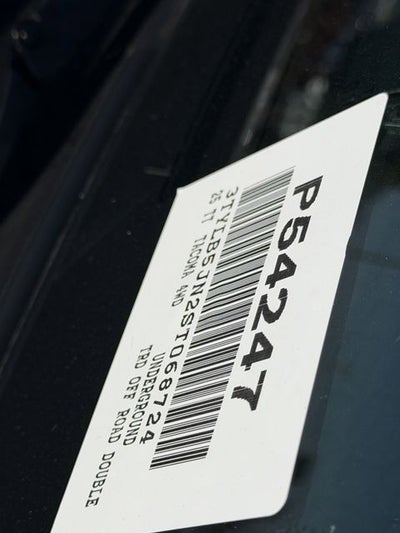 P54247
3TYLB5JN2ST068724
25 TT TACOMA 4WD UNDERGROUND
TRD OFF ROAD DOUBLE